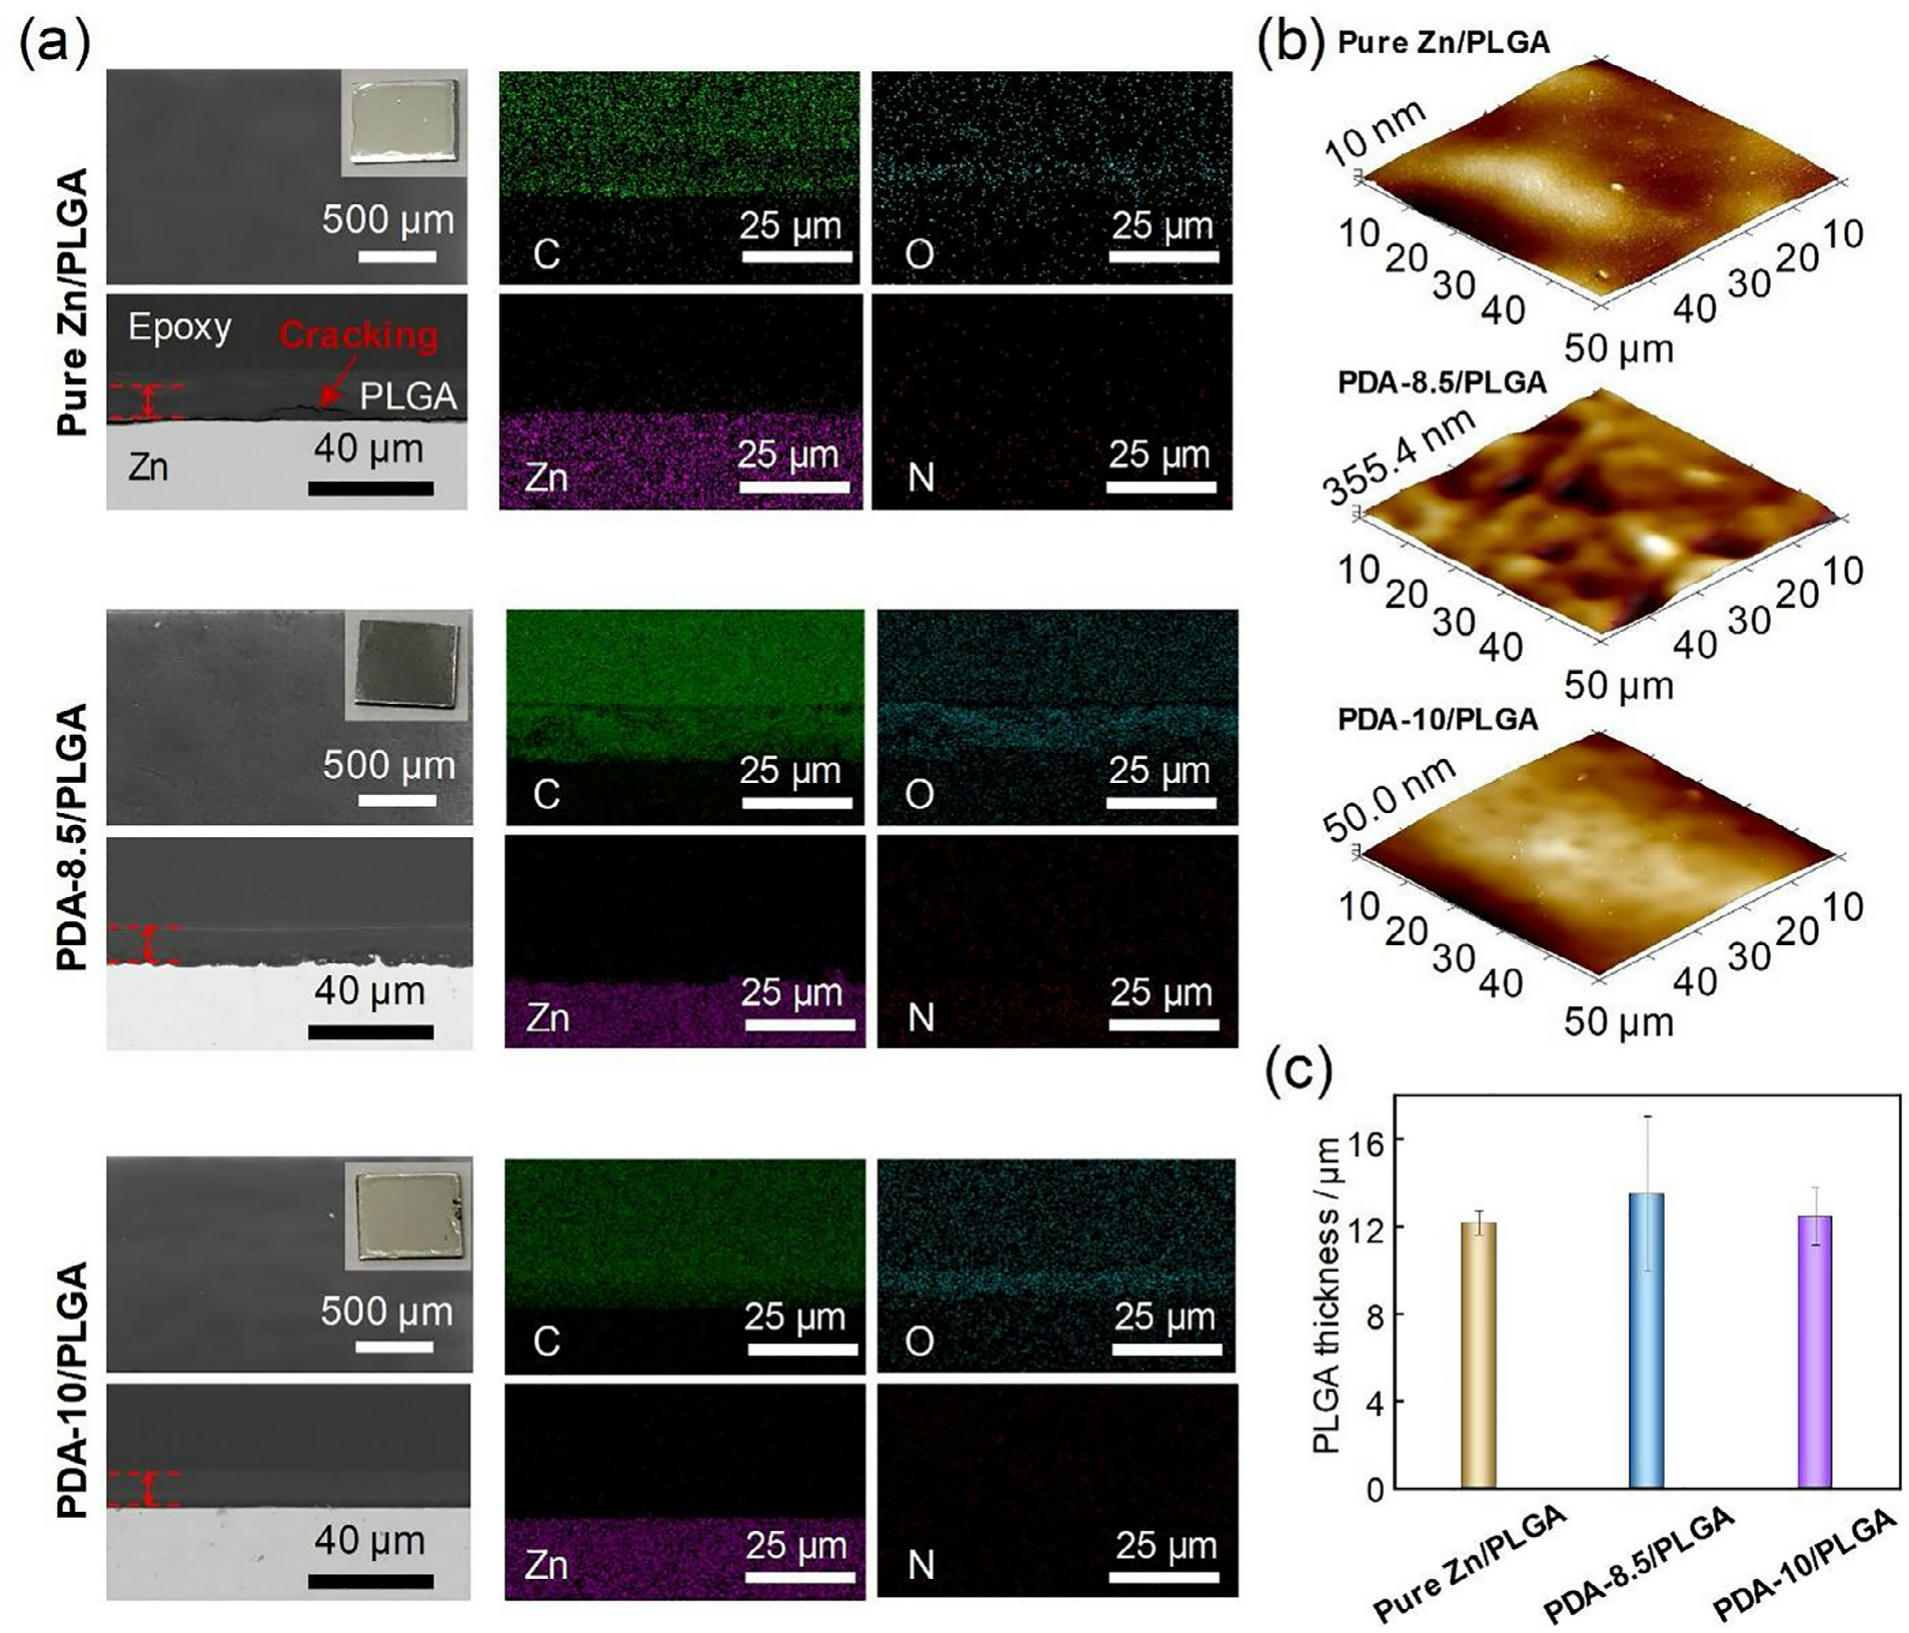 (a)
Pure Zn/PLGA
500 µm
Epoxy
Cracking
PLGA
Zn
40 µm
C
25 µm
O
25 µm
Zn
25 µm
N
25 µm
PDA-8.5/PLGA
500 µm
40 µm
C
25 µm
O
25 µm
Zn
25 µm
N
25 µm
PDA-10/PLGA
500 µm
40 µm
C
25 µm
O
25 µm
Zn
25 µm
N
25 µm
(b)
Pure Zn/PLGA
10 nm
10
20
30
40
50 µm
40
30
20
10
PDA-8.5/PLGA
355.4 nm
10
20
30
40
50 µm
40
30
20
10
PDA-10/PLGA
50.0 nm
10
20
30
40
50 µm
40
30
20
10
(c)
PLGA thickness / µm
16
12
8
4
0
Pure Zn/PLGA
PDA-8.5/PLGA
PDA-10/PLGA